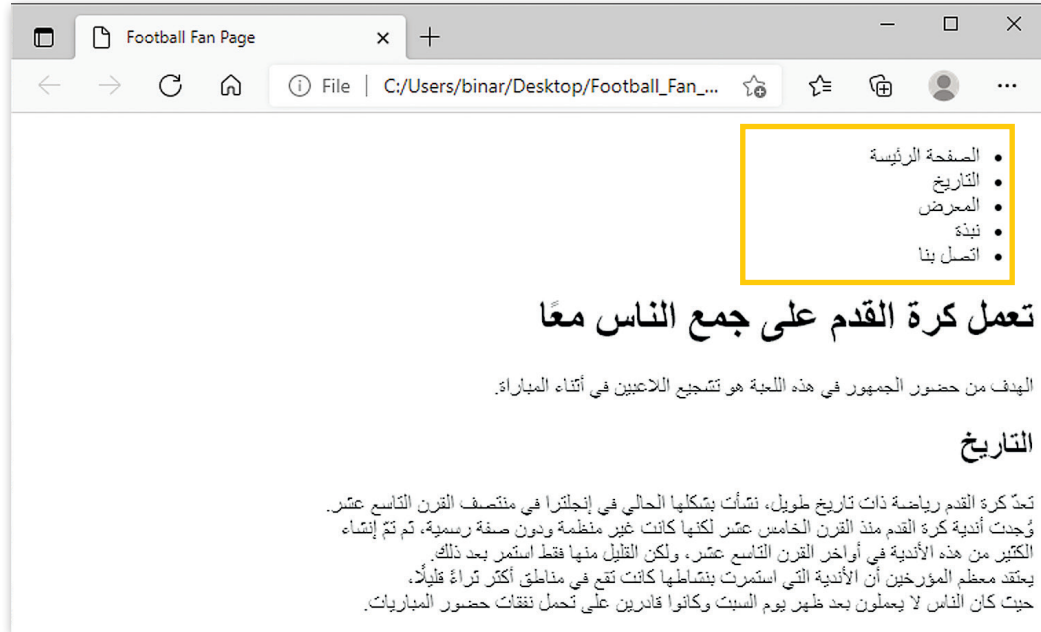 Football Fan Page
File | C:/Users/binar/Desktop/Football_Fan_...
الصفحة الرئيسة
التاريخ
المعرض
نبذة
اتصل بنا
تعمل كرة القدم على جمع الناس معًا
الهدف من حضور الجمهور في هذه اللعبة هو تشجيع اللاعبين في أثناء المباراة.
التاريخ
تعدّ كرة القدم رياضة ذات تاريخ طويل، نشأت بشكلها الحالي في إنجلترا في منتصف القرن التاسع عشر.
وُجدت أندية كرة القدم منذ القرن الخامس عشر لكنها كانت غير منظمة ودون صفة رسمية، ثم تمّ إنشاء
الكثير من هذه الأندية في أواخر القرن التاسع عشر، ولكن القليل منها فقط استمر بعد ذلك.
يعتقد معظم المؤرخين أن الأندية التي استمرت بنشاطها كانت تقع في مناطق أكثر ثراءً قليلًا،
حيث كان الناس لا يعملون بعد ظهر يوم السبت وكانوا قادرين على تحمل نفقات حضور المباريات.